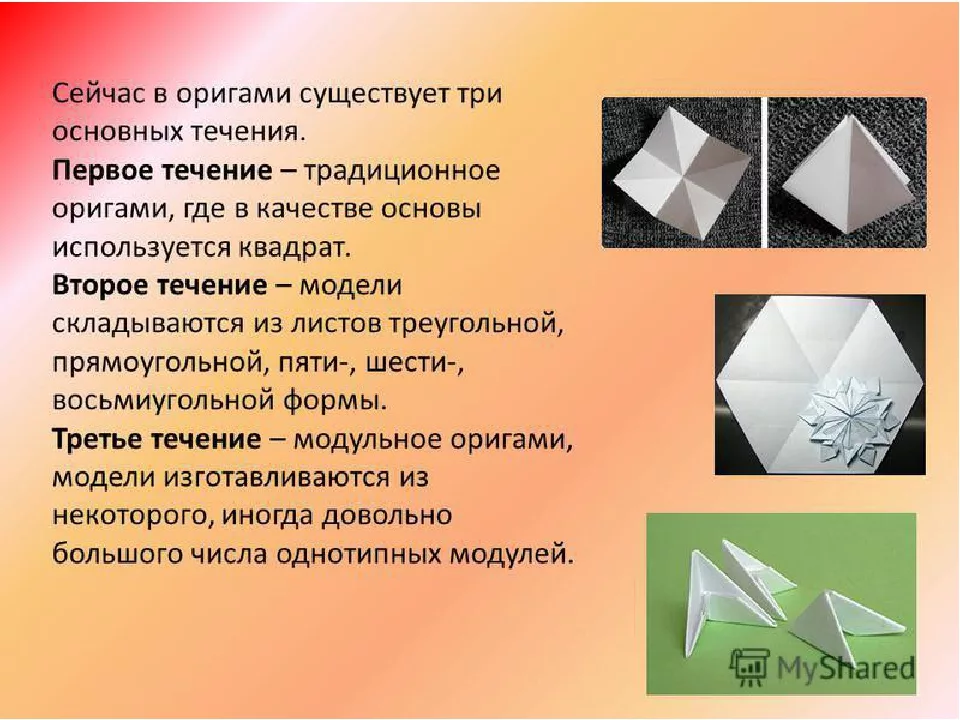 Сейчас в оригами существует три
основных течения.
Первое течение – традиционное
оригами, где в качестве основы
используется квадрат.
Второе течение – модели
складываются из листов треугольной,
прямоугольной, пяти-, шести-,
восьмиугольной формы.
Третье течение – модульное оригами,
модели изготавливаются из
некоторого, иногда довольно
большого числа однотипных модулей.
MyShared